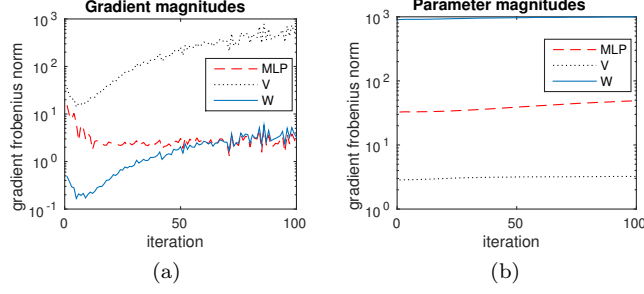 Gradient magnitudes
10^3
10^2
10^1
10^0
10^-1
gradient frobenius norm
MLP
V
W
0
50
100
iteration
(a)
Parameter magnitudes
10^3
10^2
10^1
10^0
gradient frobenius norm
MLP
V
W
0
50
100
iteration
(b)